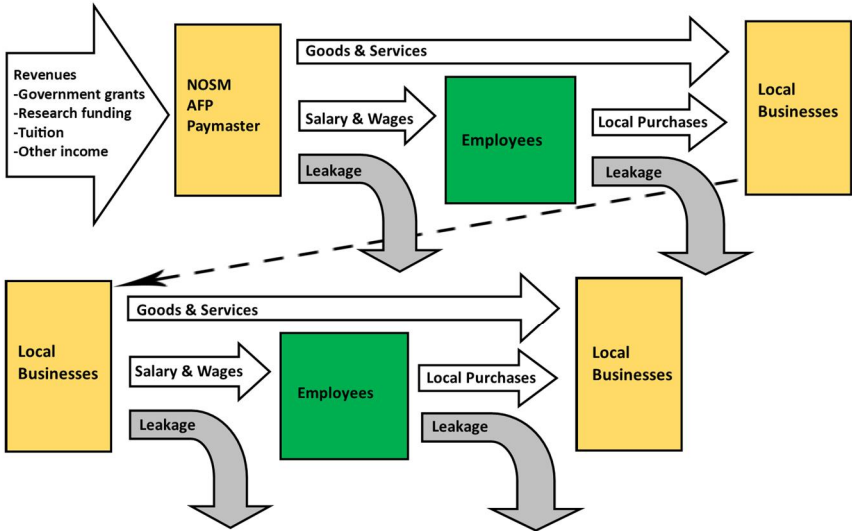 Revenues
-Government grants
-Research funding
-Tuition
-Other income
NOSM
AFP
Paymaster
Goods & Services
Salary & Wages
Leakage
Employees
Local Purchases
Leakage
Local
Businesses
Local
Businesses
Goods & Services
Salary & Wages
Leakage
Employees
Local Purchases
Leakage
Local
Businesses